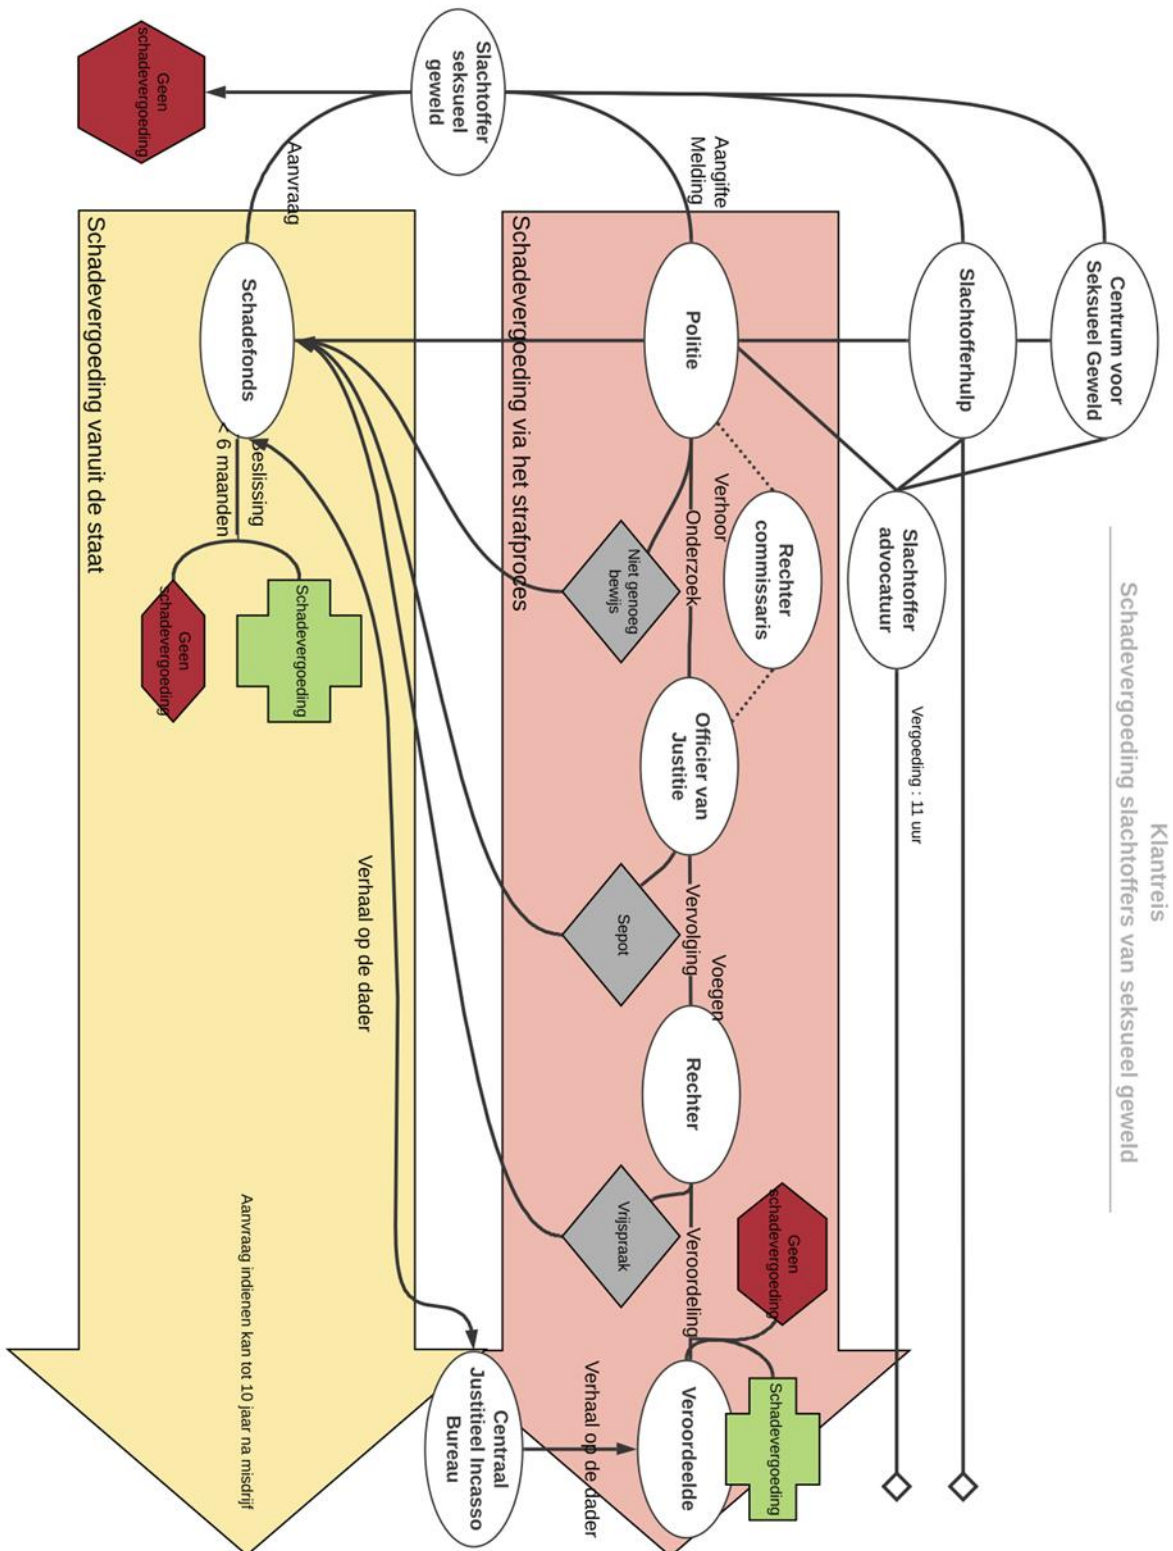 Klantreis
Schadevergoeding slachtoffers van seksueel geweld
Centrum voor
Seksueel Geweld
Slachtofferhulp
Slachtoffer
advocatuur
Vergoeding : 11 uur
Slachtoffer
seksueel
geweld
Aangifte
Melding
Politie
Verhoor
Rechter
commissaris
Onderzoek
Niet genoeg
bewijs
Officier van
Justitie
Vervolging
Sepot
Voegen
Rechter
Vrijspraak
Veroordeling
Geen
schadevergoeding
Schadevergoeding
Veroordeelde
Verhaal op de dader
Schadevergoeding via het strafproces
Centraal
Justitieel Incasso
Bureau
Geen
schadevergoeding
Aanvraag
Schadefonds
Beslissing
< 6 maanden
Schadevergoeding
Geen
schadevergoeding
Verhaal op de dader
Aanvraag indienen kan tot 10 jaar na misdrijf
Schadevergoeding vanuit de staat